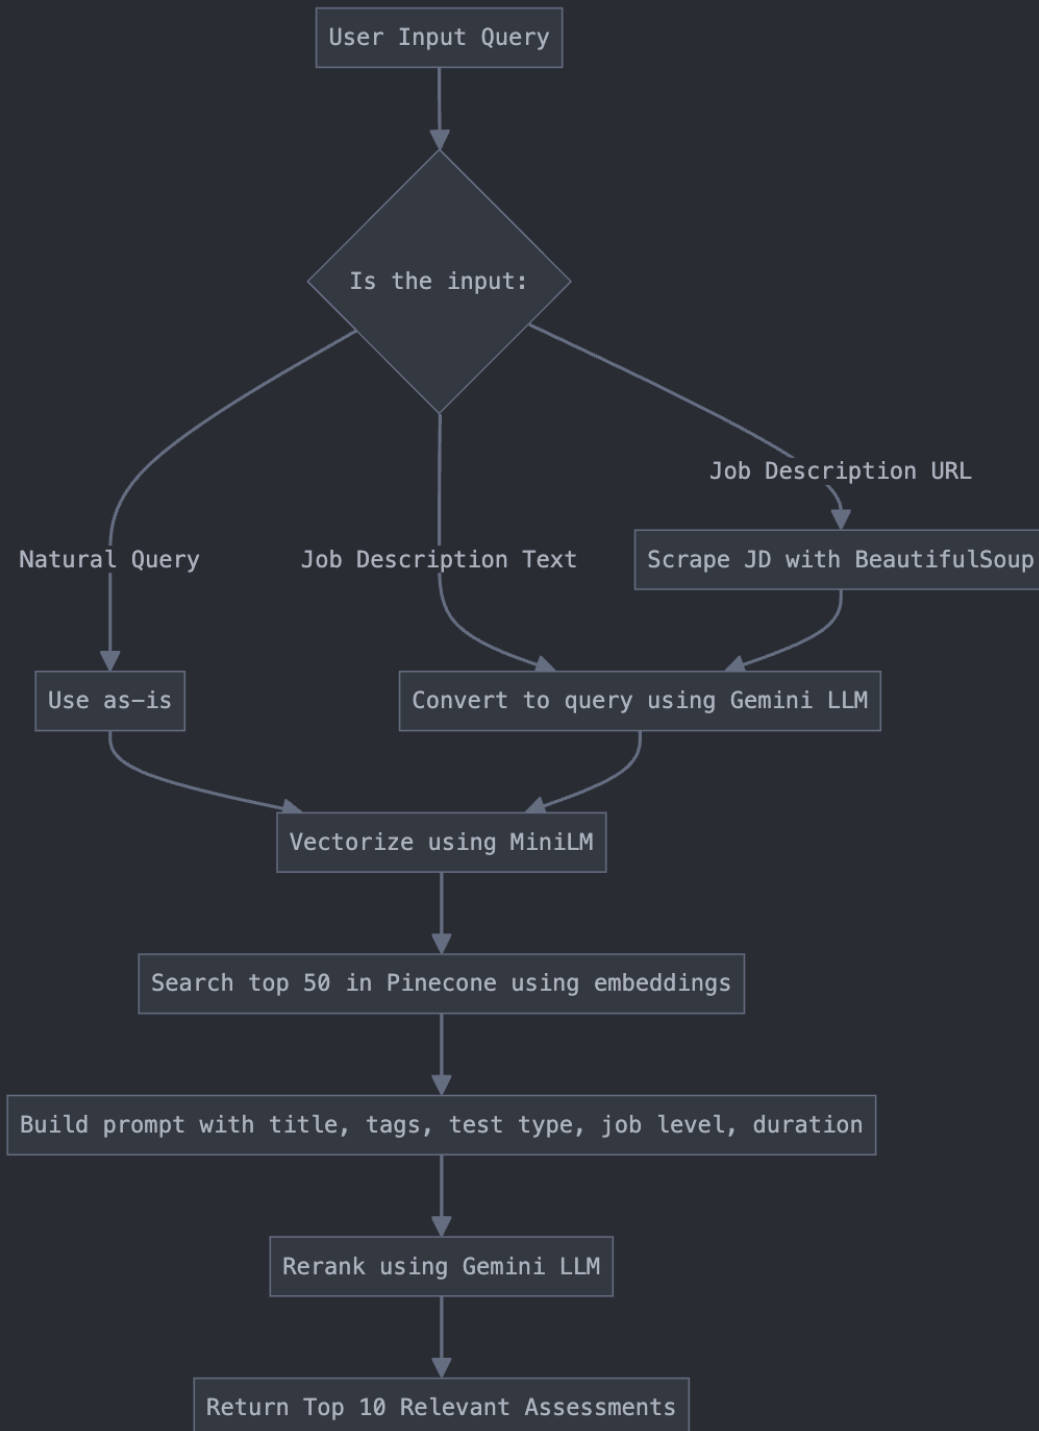 User Input Query
Is the input:
Job Description URL
Natural Query
Job Description Text
Scrape JD with BeautifulSoup
Use as-is
Convert to query using Gemini LLM
Vectorize using MiniLM
Search top 50 in Pinecone using embeddings
Build prompt with title, tags, test type, job level, duration
Rerank using Gemini LLM
Return Top 10 Relevant Assessments